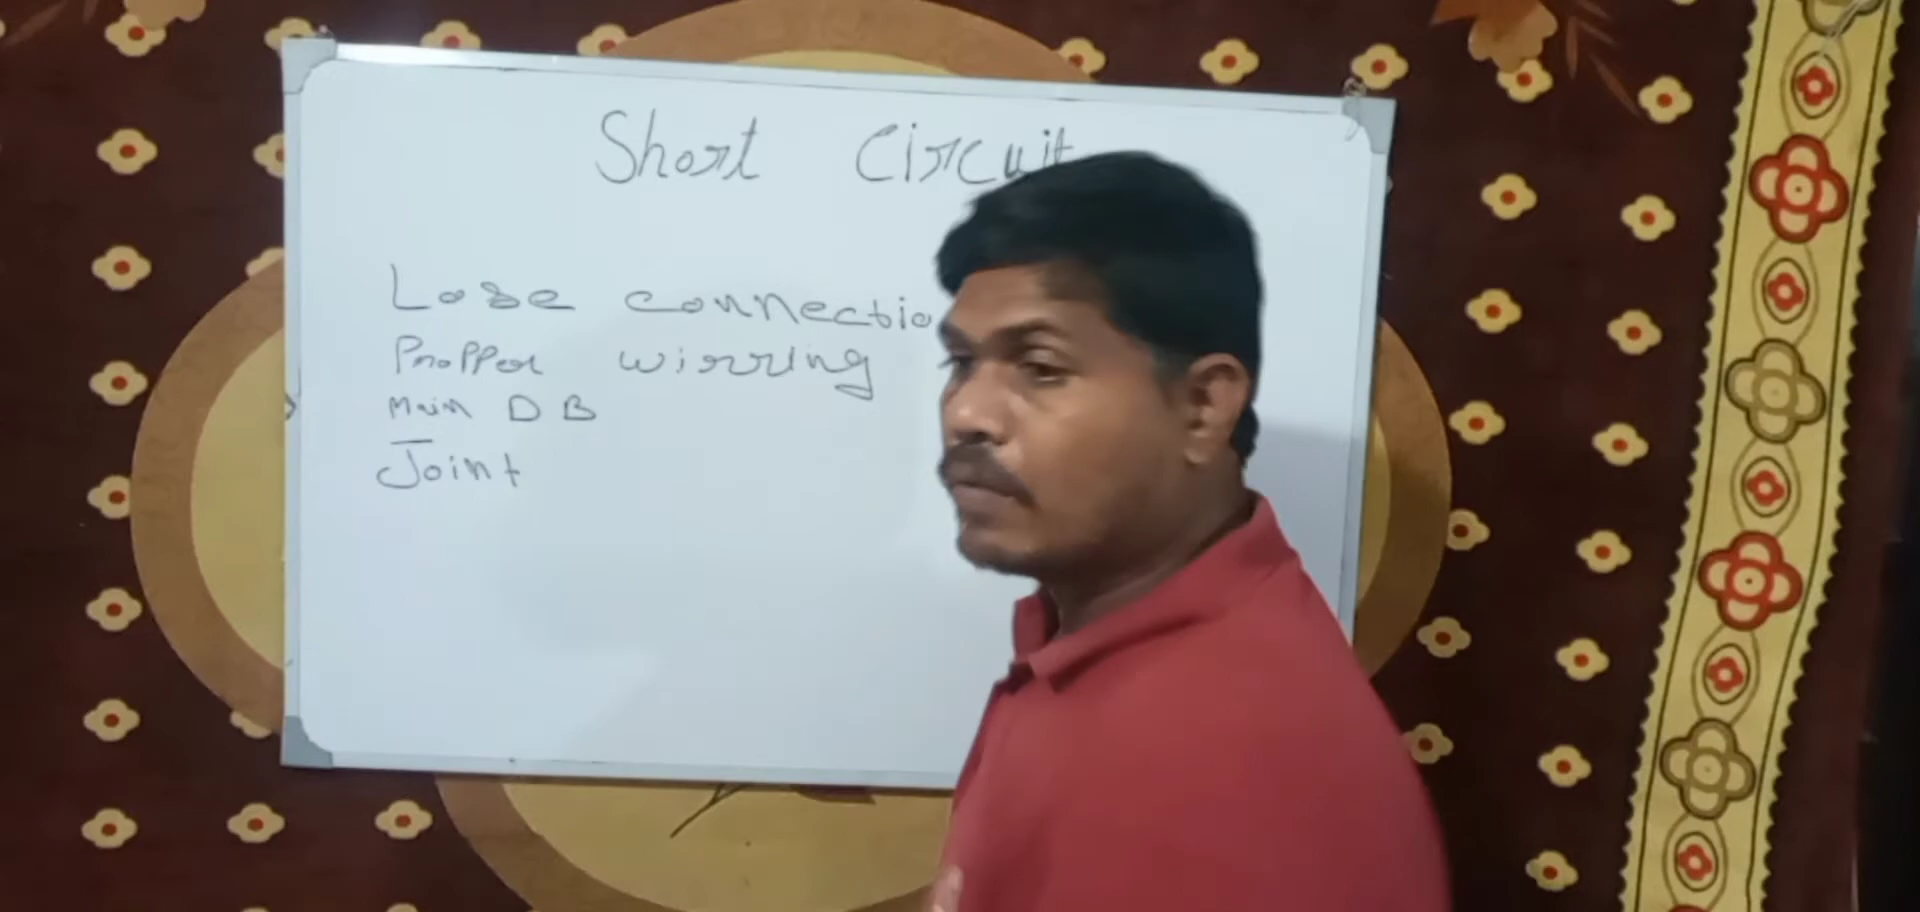 Short Circuit
Lose connectio
Propper wirring
Main D B
Joint